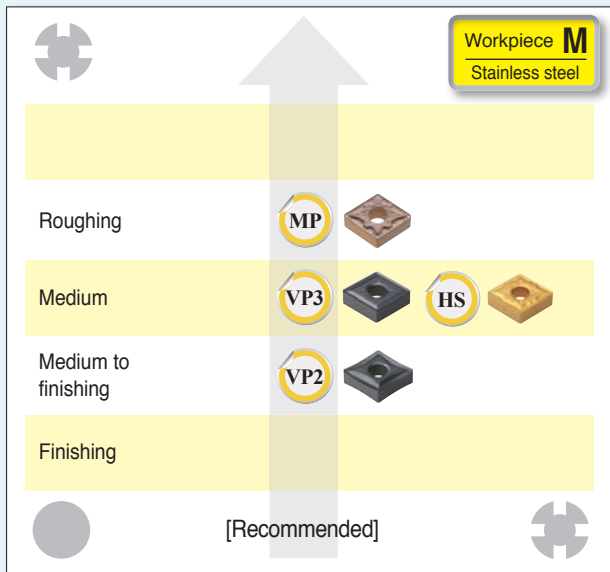 Workpiece M
Stainless steel
Roughing
MP
Medium
VP3
HS
Medium to
finishing
VP2
Finishing
[Recommended]